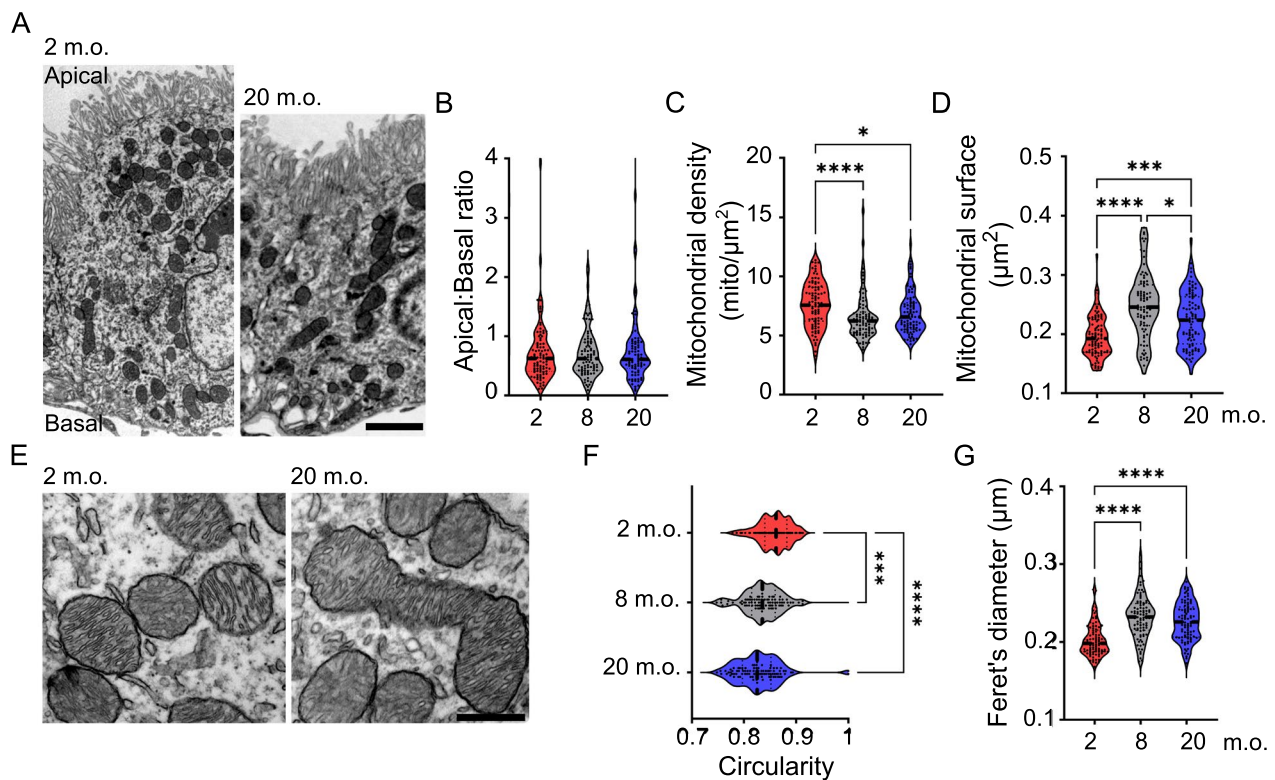 A
2 m.o.
Apical
Basal
20 m.o.
B
Apical:Basal ratio
4
3
2
1
0
2 8 20
C
Mitochondrial density
(mito/µm²)
20
15
10
5
0
*
****
2 8 20
D
Mitochondrial surface
(µm²)
0.5
0.4
0.3
0.2
0.1
***
**** *
2 8 20 m.o.
E
2 m.o.
20 m.o.
F
2 m.o.
8 m.o.
20 m.o.
***
****
0.7 0.8 0.9 1
Circularity
G
Feret's diameter (µm)
0.4
0.3
0.2
0.1
****
****
2 8 20 m.o.